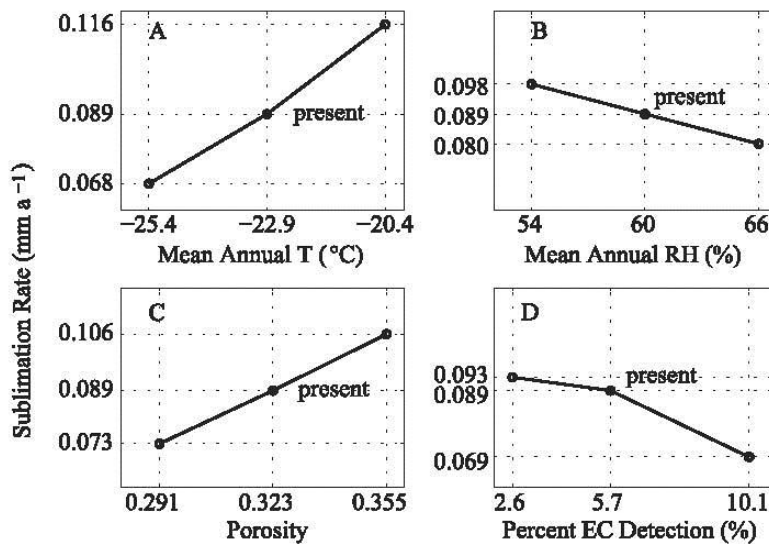 Sublimation Rate (mm a⁻¹)
A
0.116
0.089
0.068
present
−25.4 −22.9 −20.4
Mean Annual T (°C)
B
0.098
0.089
0.080
present
54 60 66
Mean Annual RH (%)
C
0.106
0.089
0.073
present
0.291 0.323 0.355
Porosity
D
0.093
0.089
0.069
present
2.6 5.7 10.1
Percent EC Detection (%)